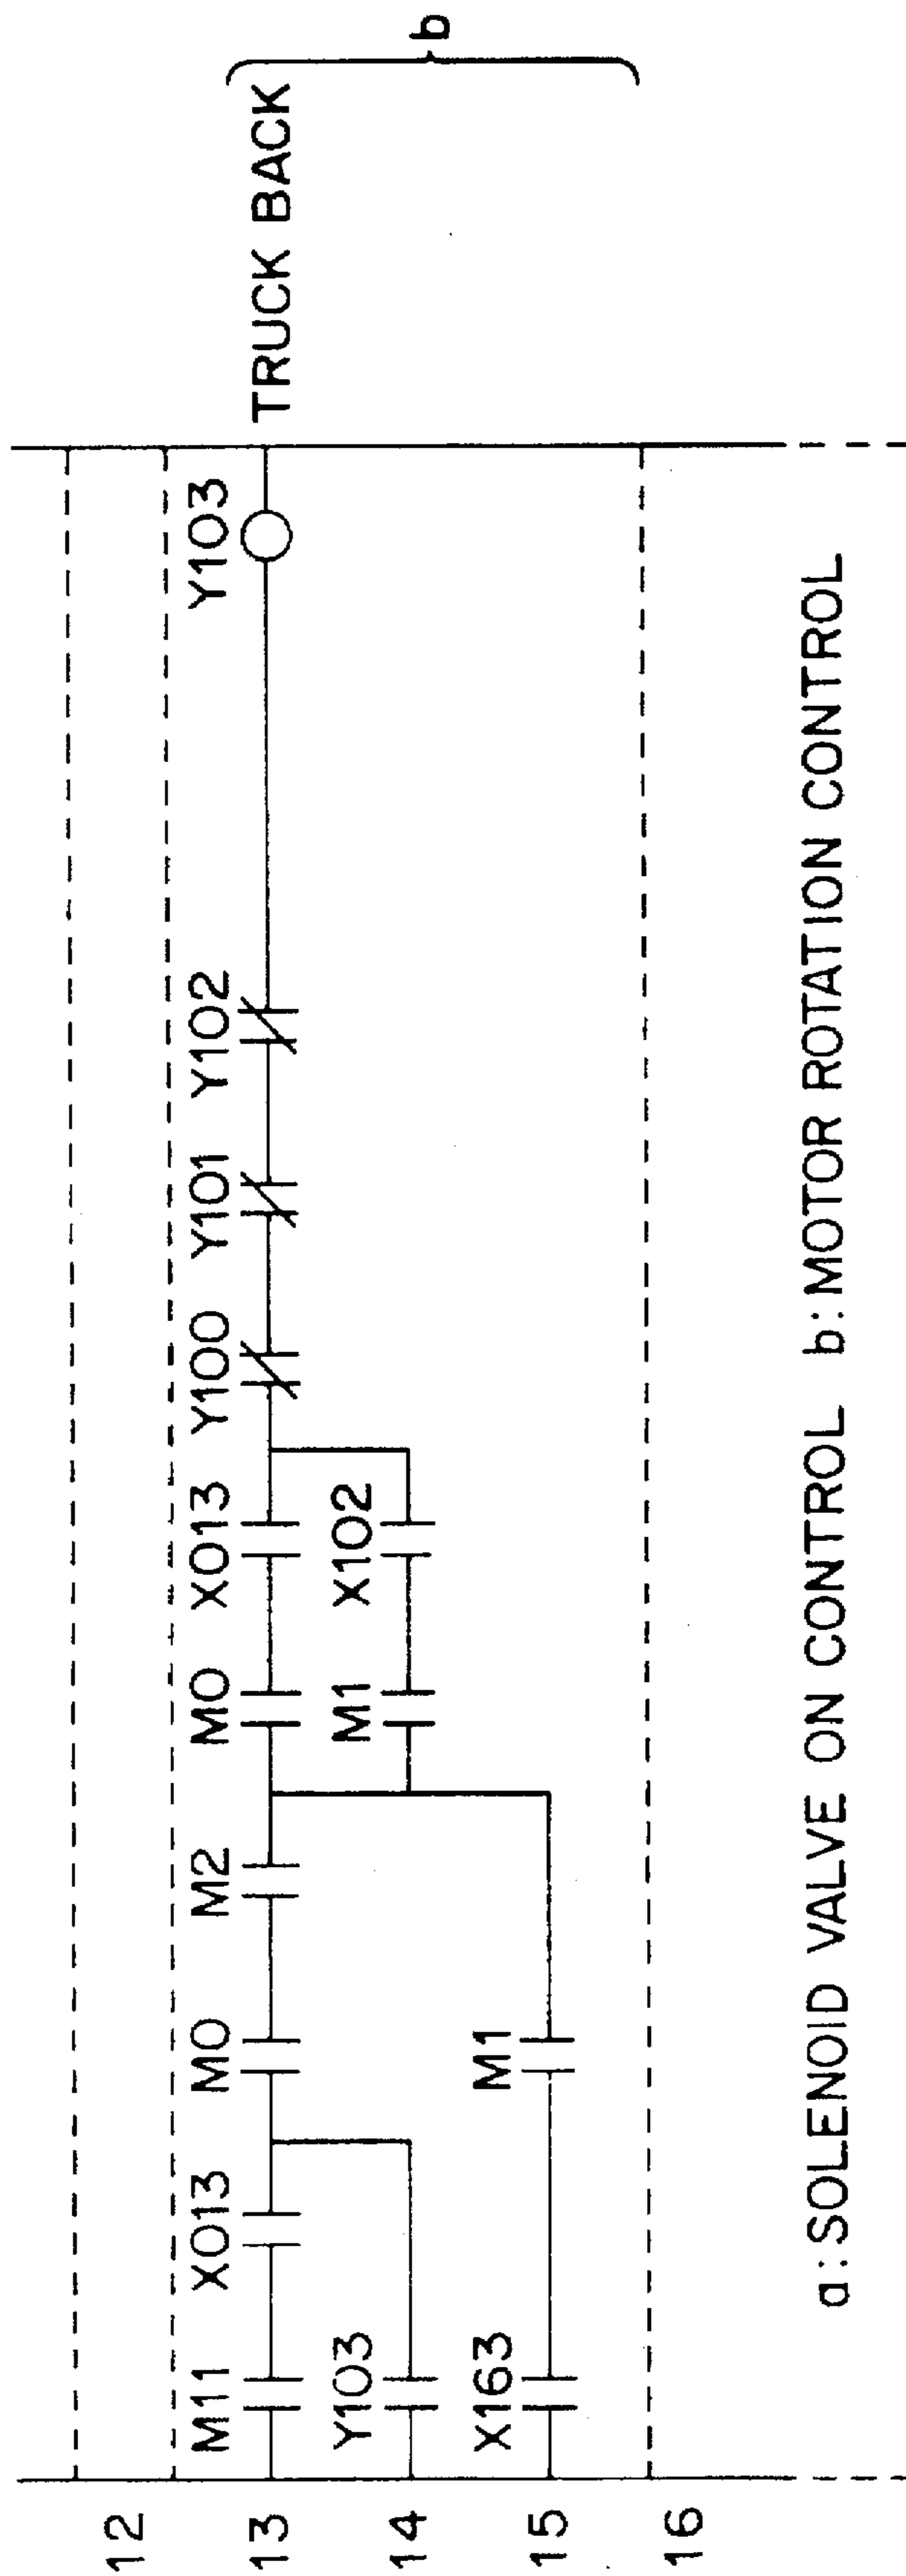 12
13 M11 X013 M0 M2 M0 X013 Y100 Y101 Y102 Y103 TRUCK BACK
14 Y103 M1 X102 b
15 X163 M1
16
a:SOLENOID VALVE ON CONTROL b:MOTOR ROTATION CONTROL